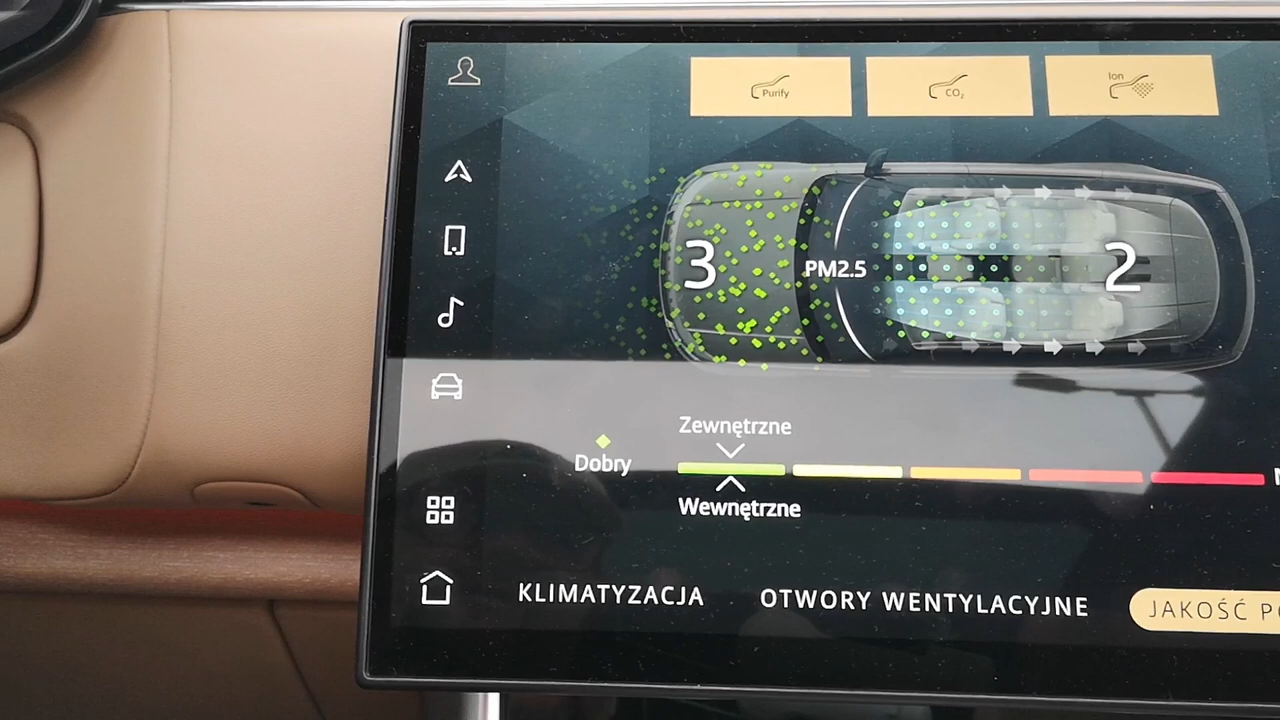 Purify
CO₂
Ion
3
PM2.5
2
Zewnętrzne
Dobry
Wewnętrzne
KLIMATYZACJA
OTWORY WENTYLACYJNE
JAKOŚĆ